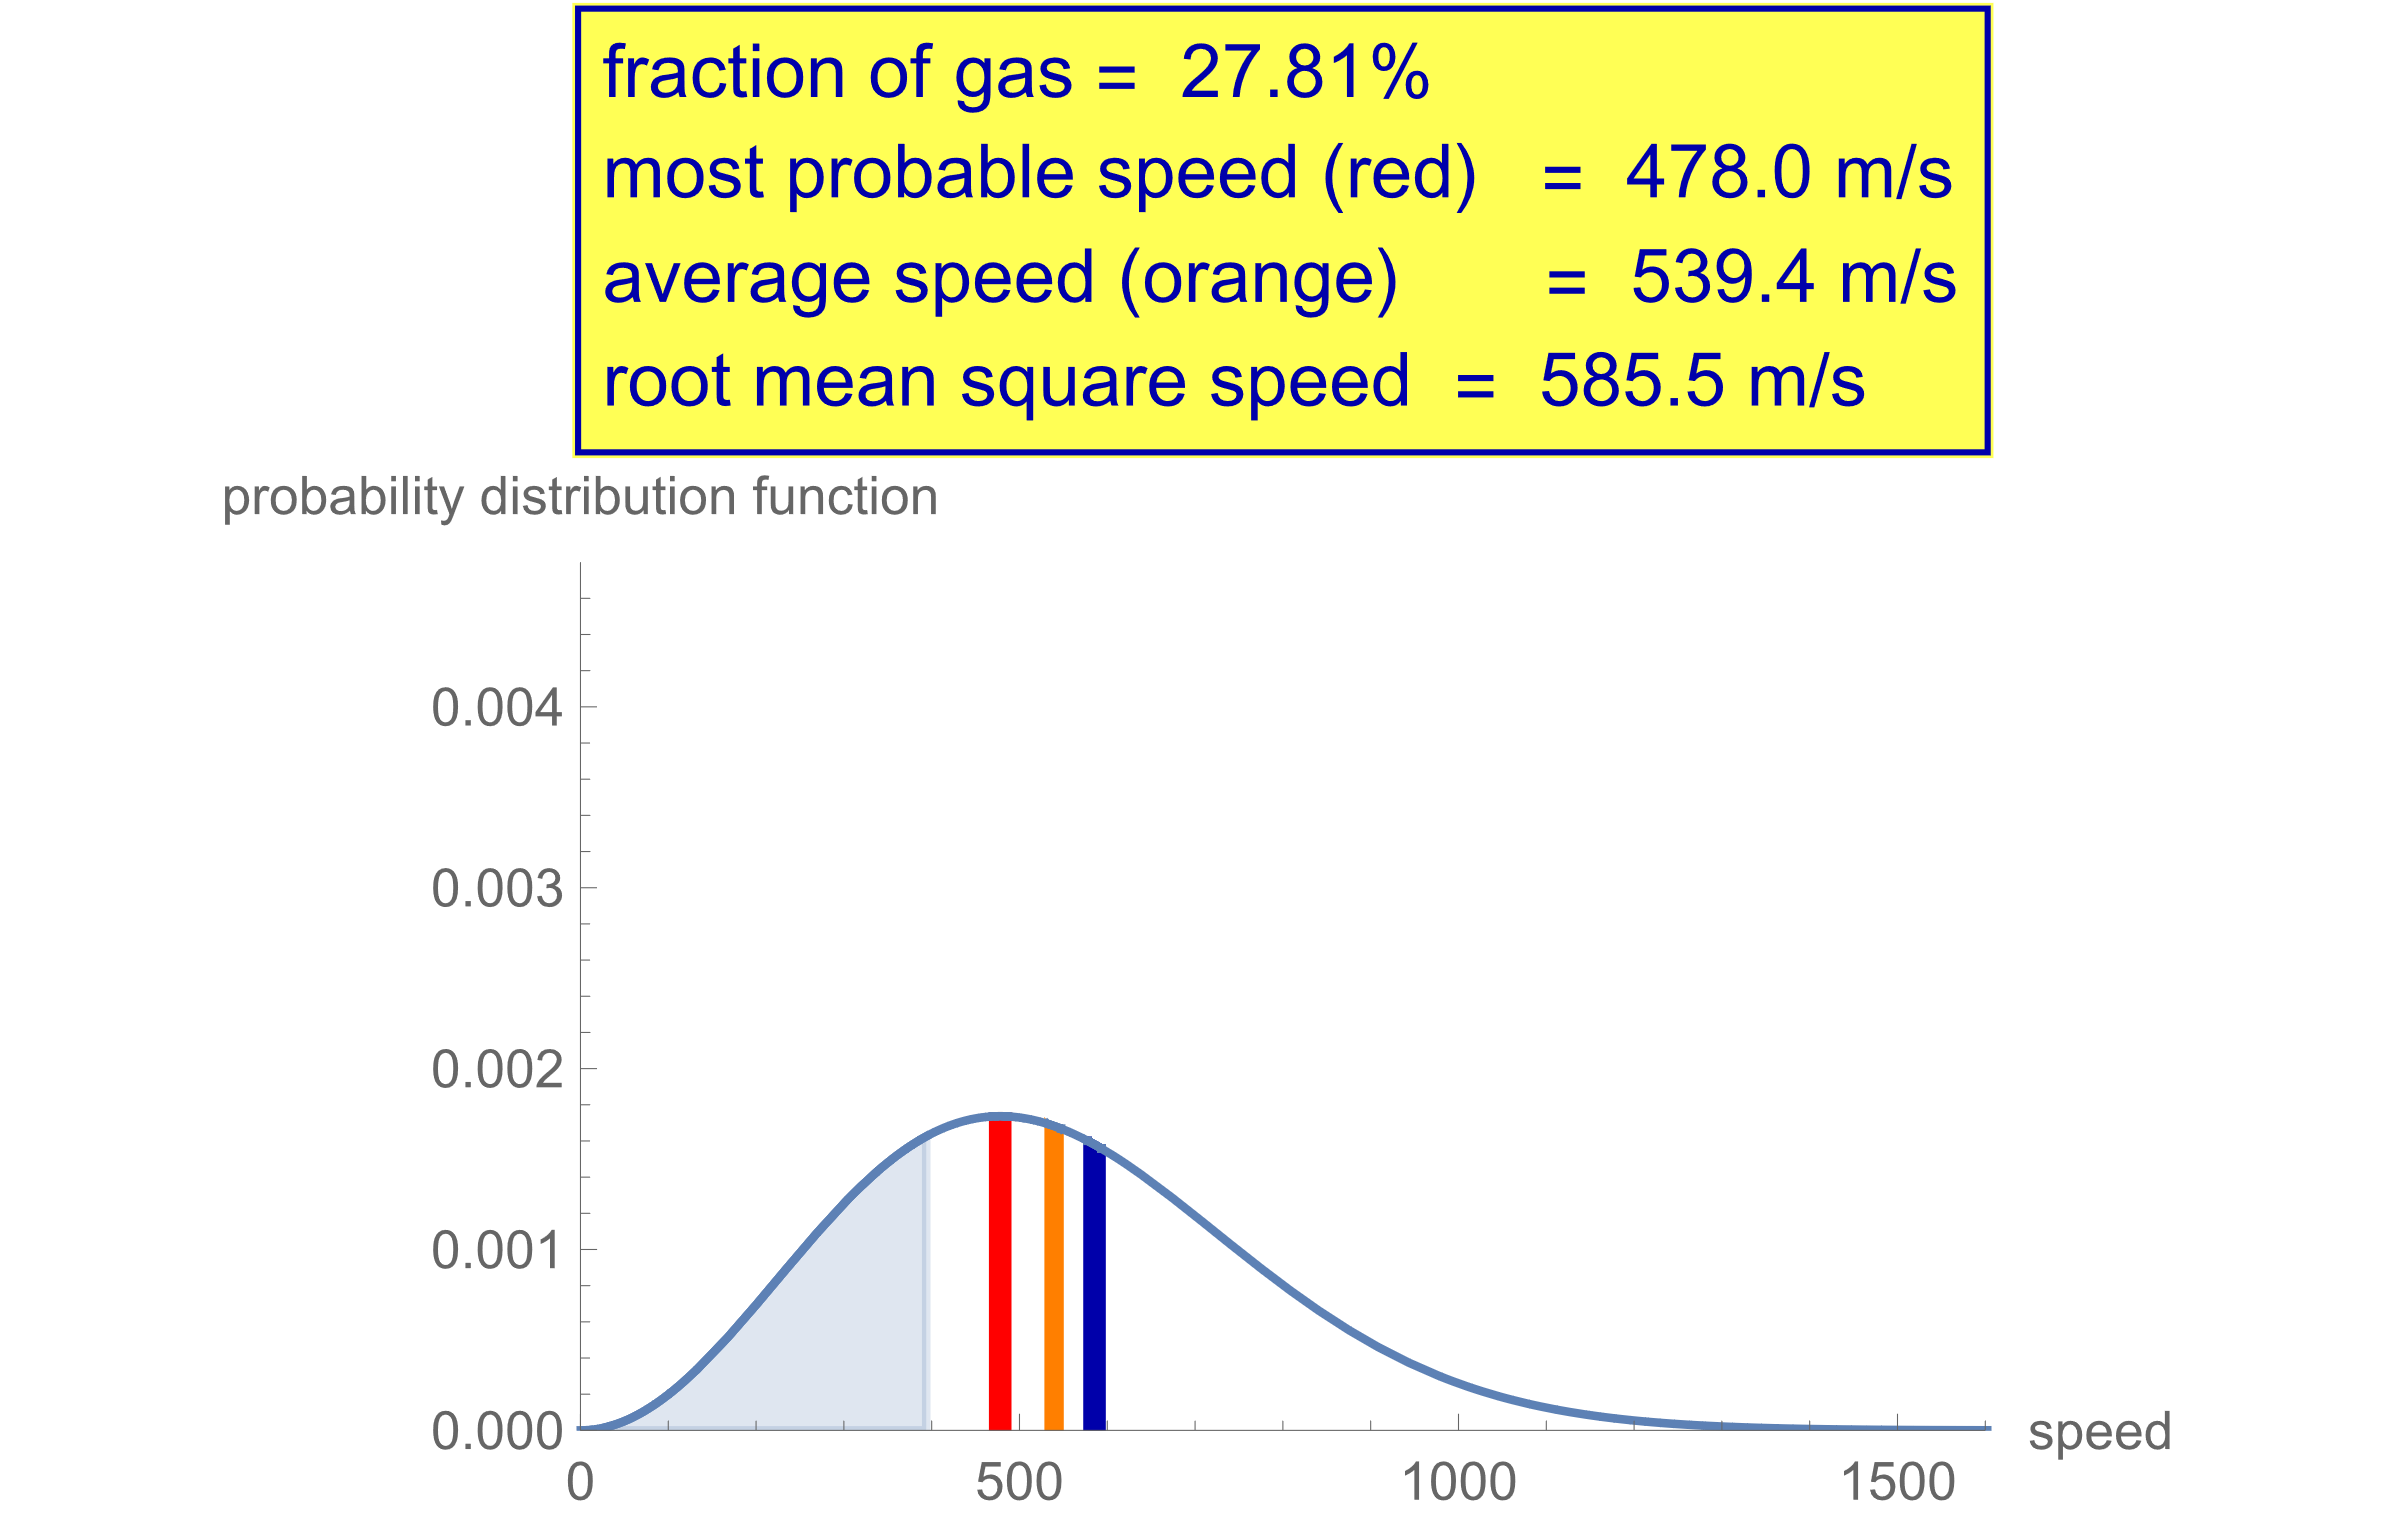 fraction of gas = 27.81%
most probable speed (red) = 478.0 m/s
average speed (orange) = 539.4 m/s
root mean square speed = 585.5 m/s
probability distribution function
0.004
0.003
0.002
0.001
0.000
speed
0 500 1000 1500